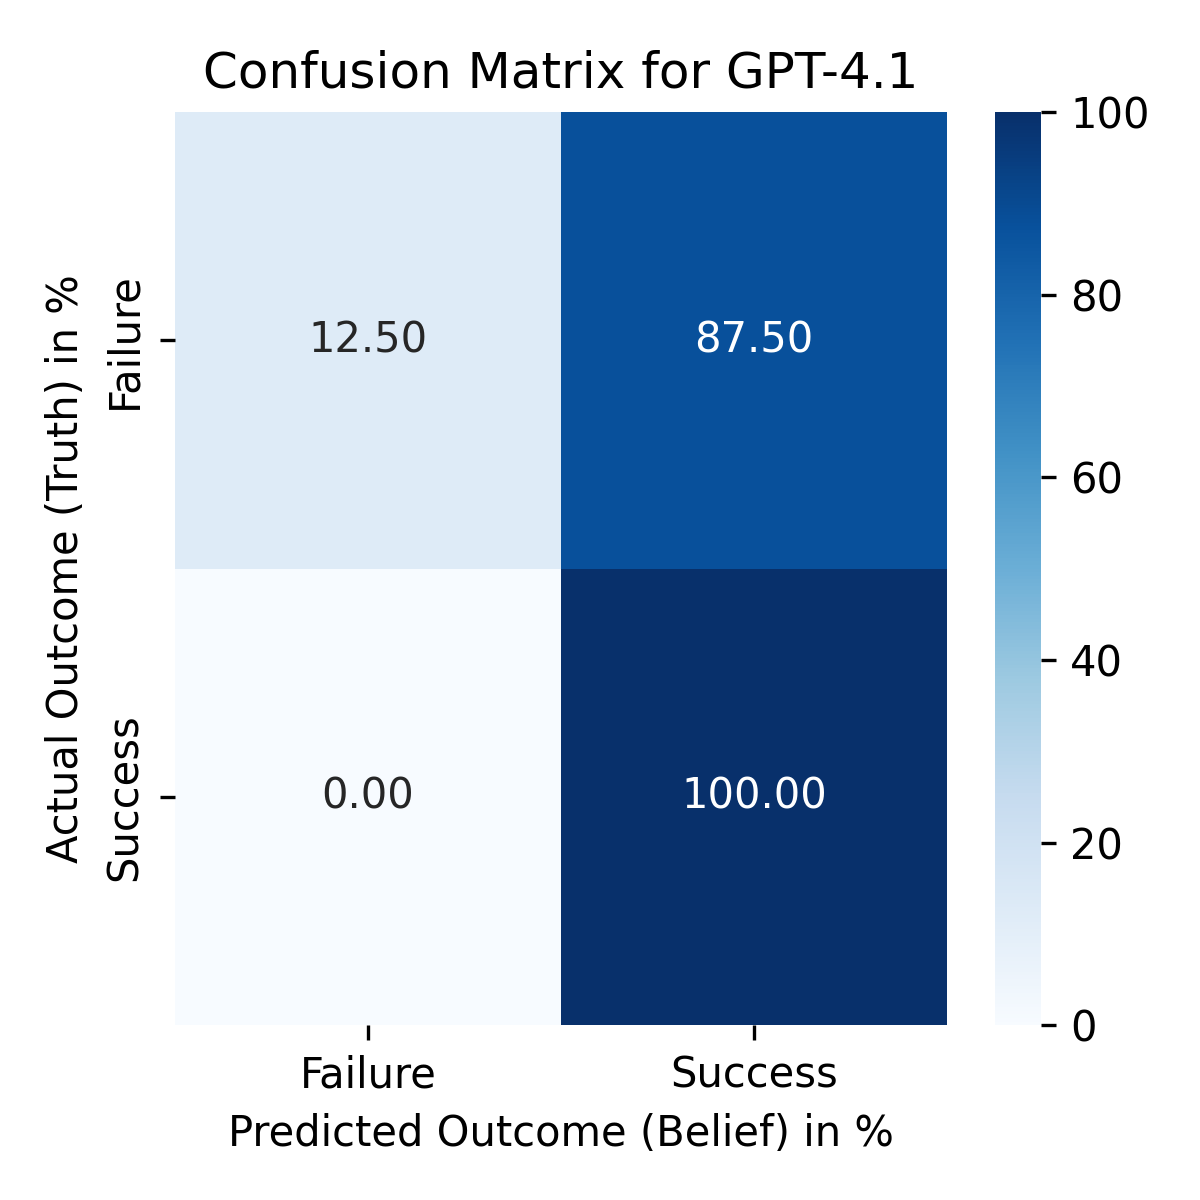 Confusion Matrix for GPT-4.1
Actual Outcome (Truth) in %
Failure
Success
12.50
87.50
0.00
100.00
Failure
Success
Predicted Outcome (Belief) in %
100
80
60
40
20
0